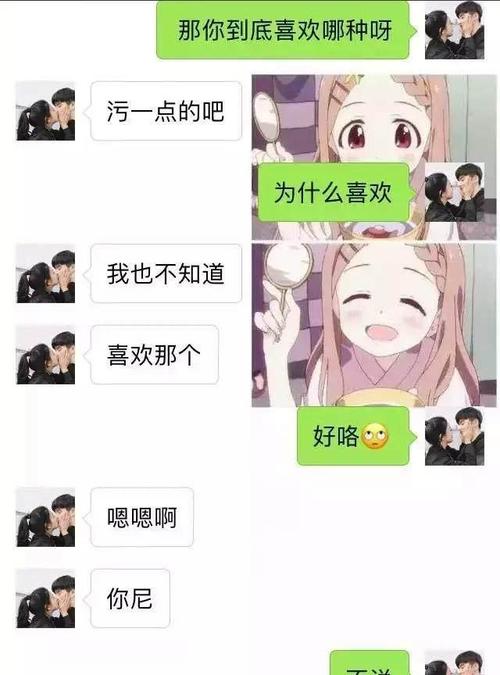 那你到底喜欢哪种呀
污一点的吧
为什么喜欢
我也不知道
喜欢那个
好咯🙄
嗯嗯啊
你尼